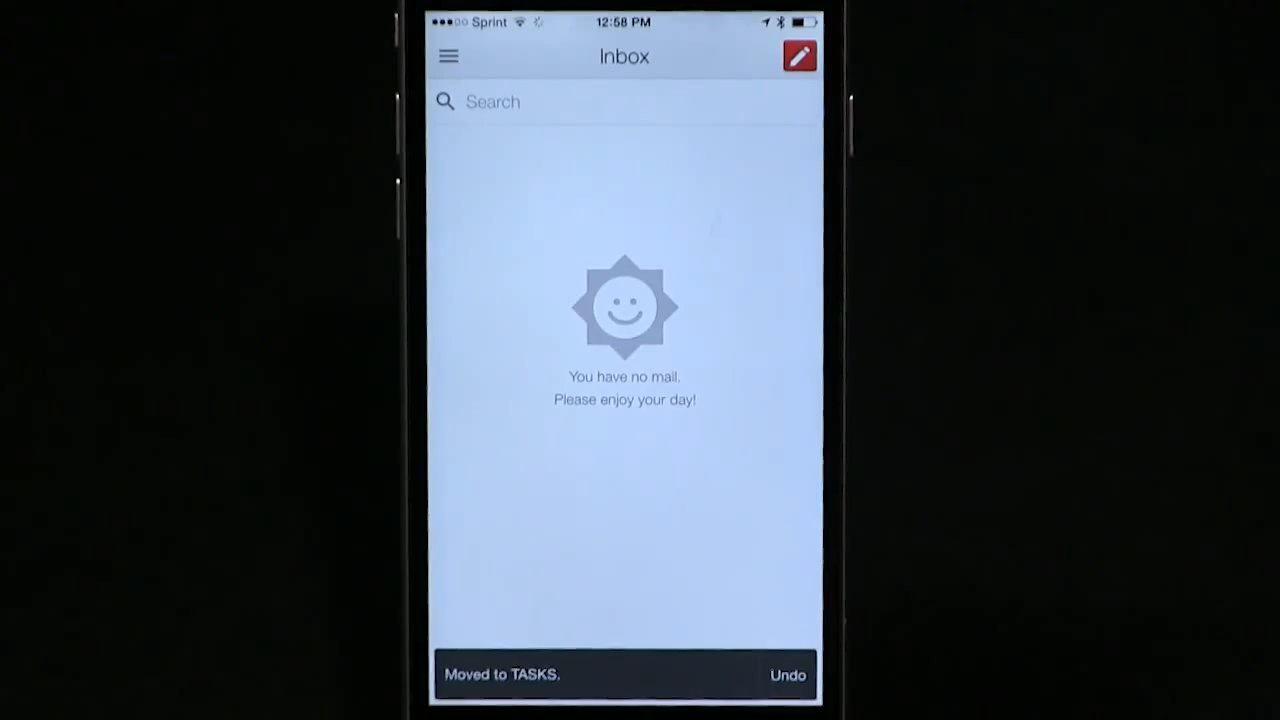 Sprint 12:58 PM
Inbox
Search
You have no mail.
Please enjoy your day!
Moved to TASKS. Undo